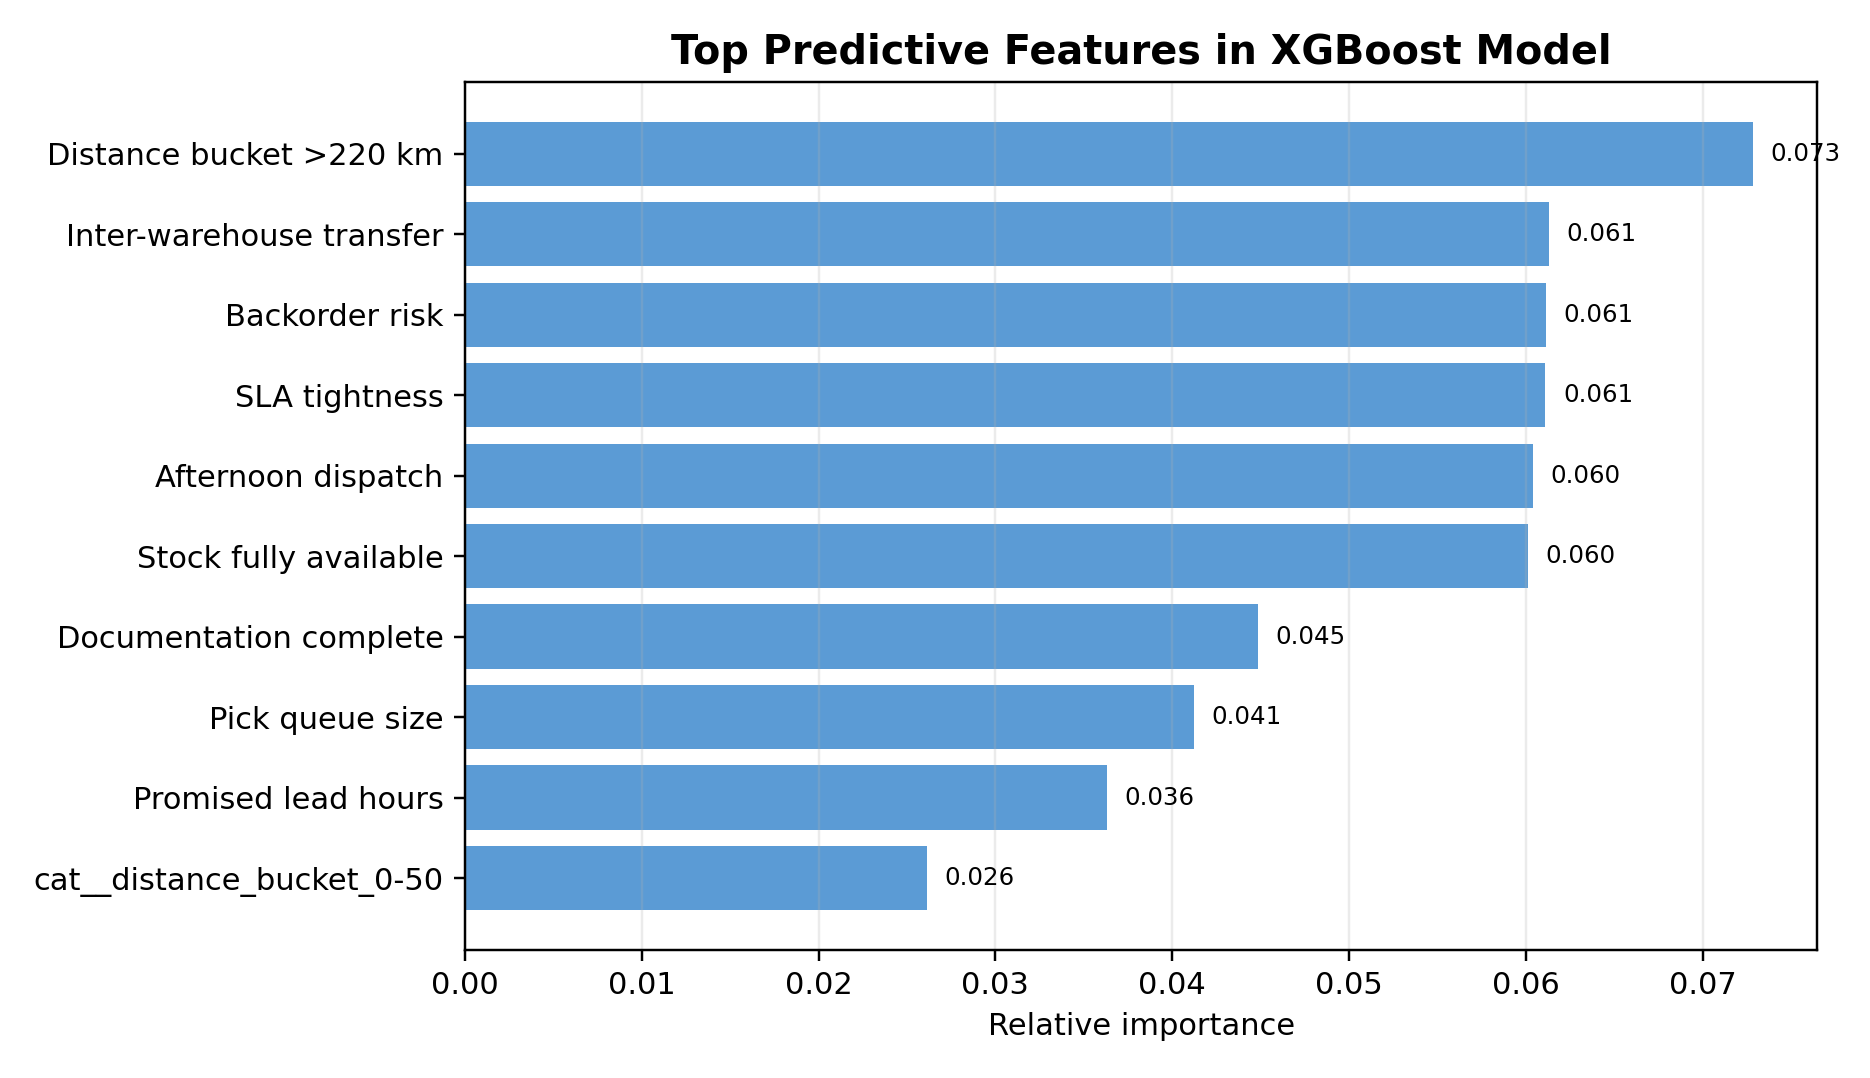 Top Predictive Features in XGBoost Model
Distance bucket >220 km 0.073
Inter-warehouse transfer 0.061
Backorder risk 0.061
SLA tightness 0.061
Afternoon dispatch 0.060
Stock fully available 0.060
Documentation complete 0.045
Pick queue size 0.041
Promised lead hours 0.036
cat__distance_bucket_0-50 0.026
0.00 0.01 0.02 0.03 0.04 0.05 0.06 0.07
Relative importance